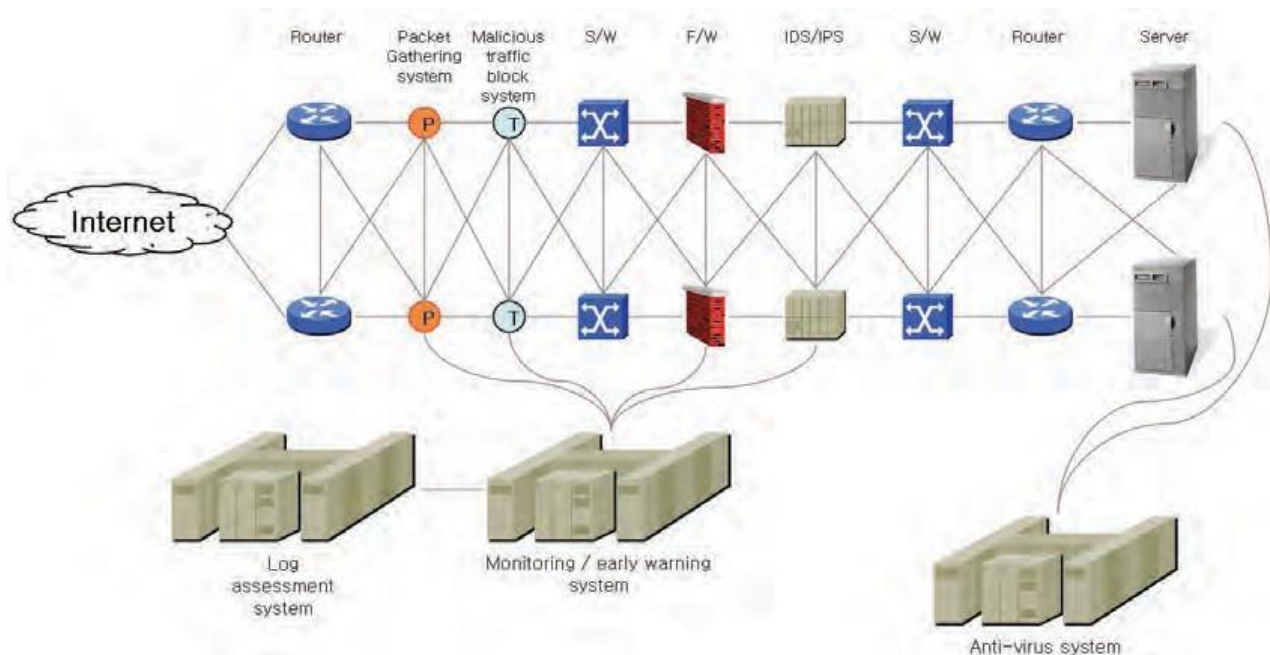 Router
Packet
Gathering
system
Malicious
traffic
block
system
S/W
F/W
IDS/IPS
S/W
Router
Server
P
T
Internet
P
T
Log
assessment
system
Monitoring / early warning
system
Anti-virus system